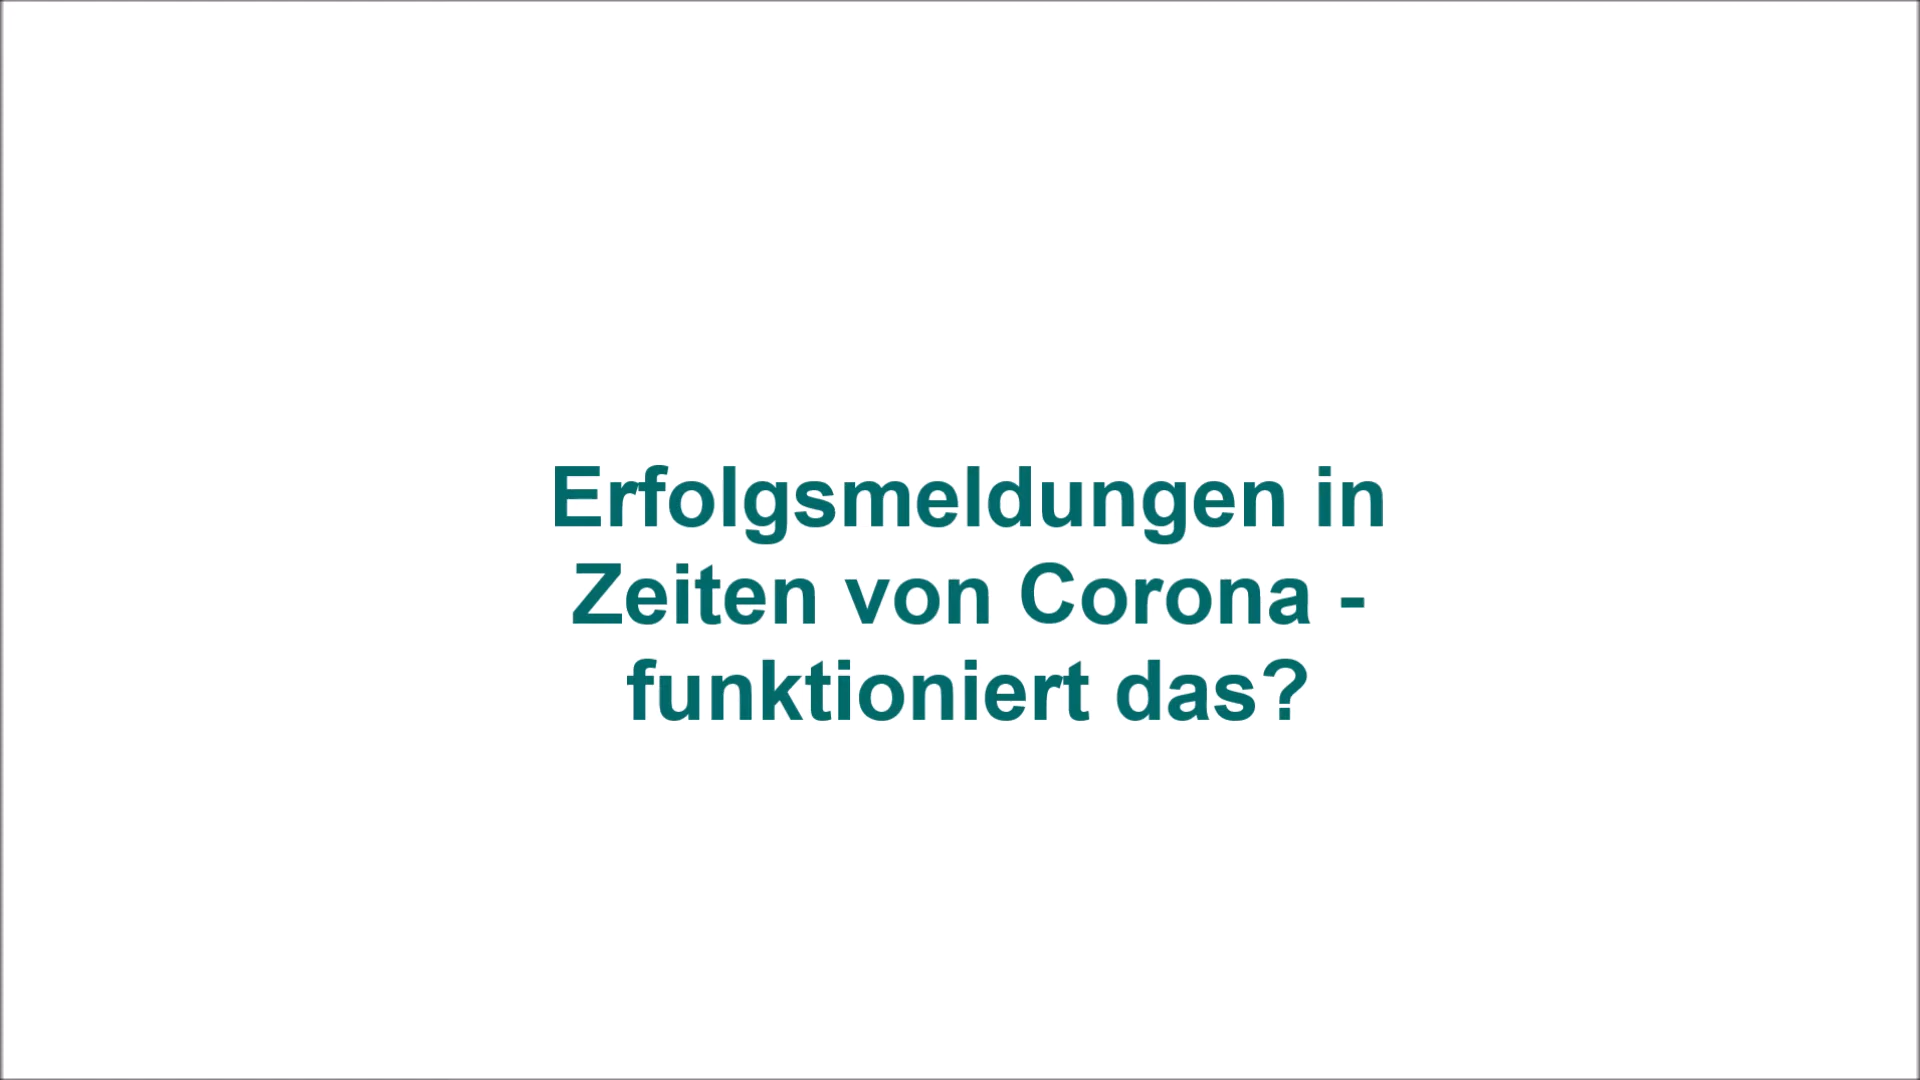 Erfolgsmeldungen in
Zeiten von Corona -
funktioniert das?